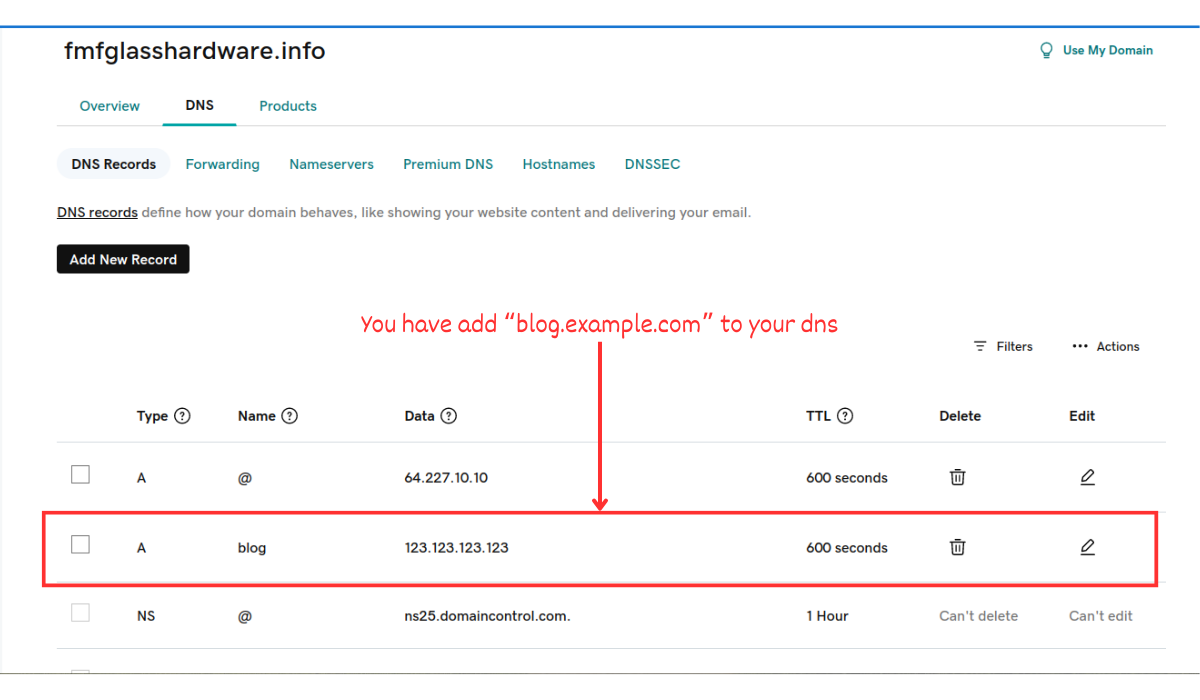 fmfglasshardware.info
Use My Domain
Overview DNS Products
DNS Records Forwarding Nameservers Premium DNS Hostnames DNSSEC
DNS records define how your domain behaves, like showing your website content and delivering your email.
Add New Record
You have add “blog.example.com” to your dns
Filters ••• Actions
Type ? Name ? Data ? TTL ? Delete Edit
A @ 64.227.10.10 600 seconds
A blog 123.123.123.123 600 seconds
NS @ ns25.domaincontrol.com. 1 Hour Can't delete Can't edit